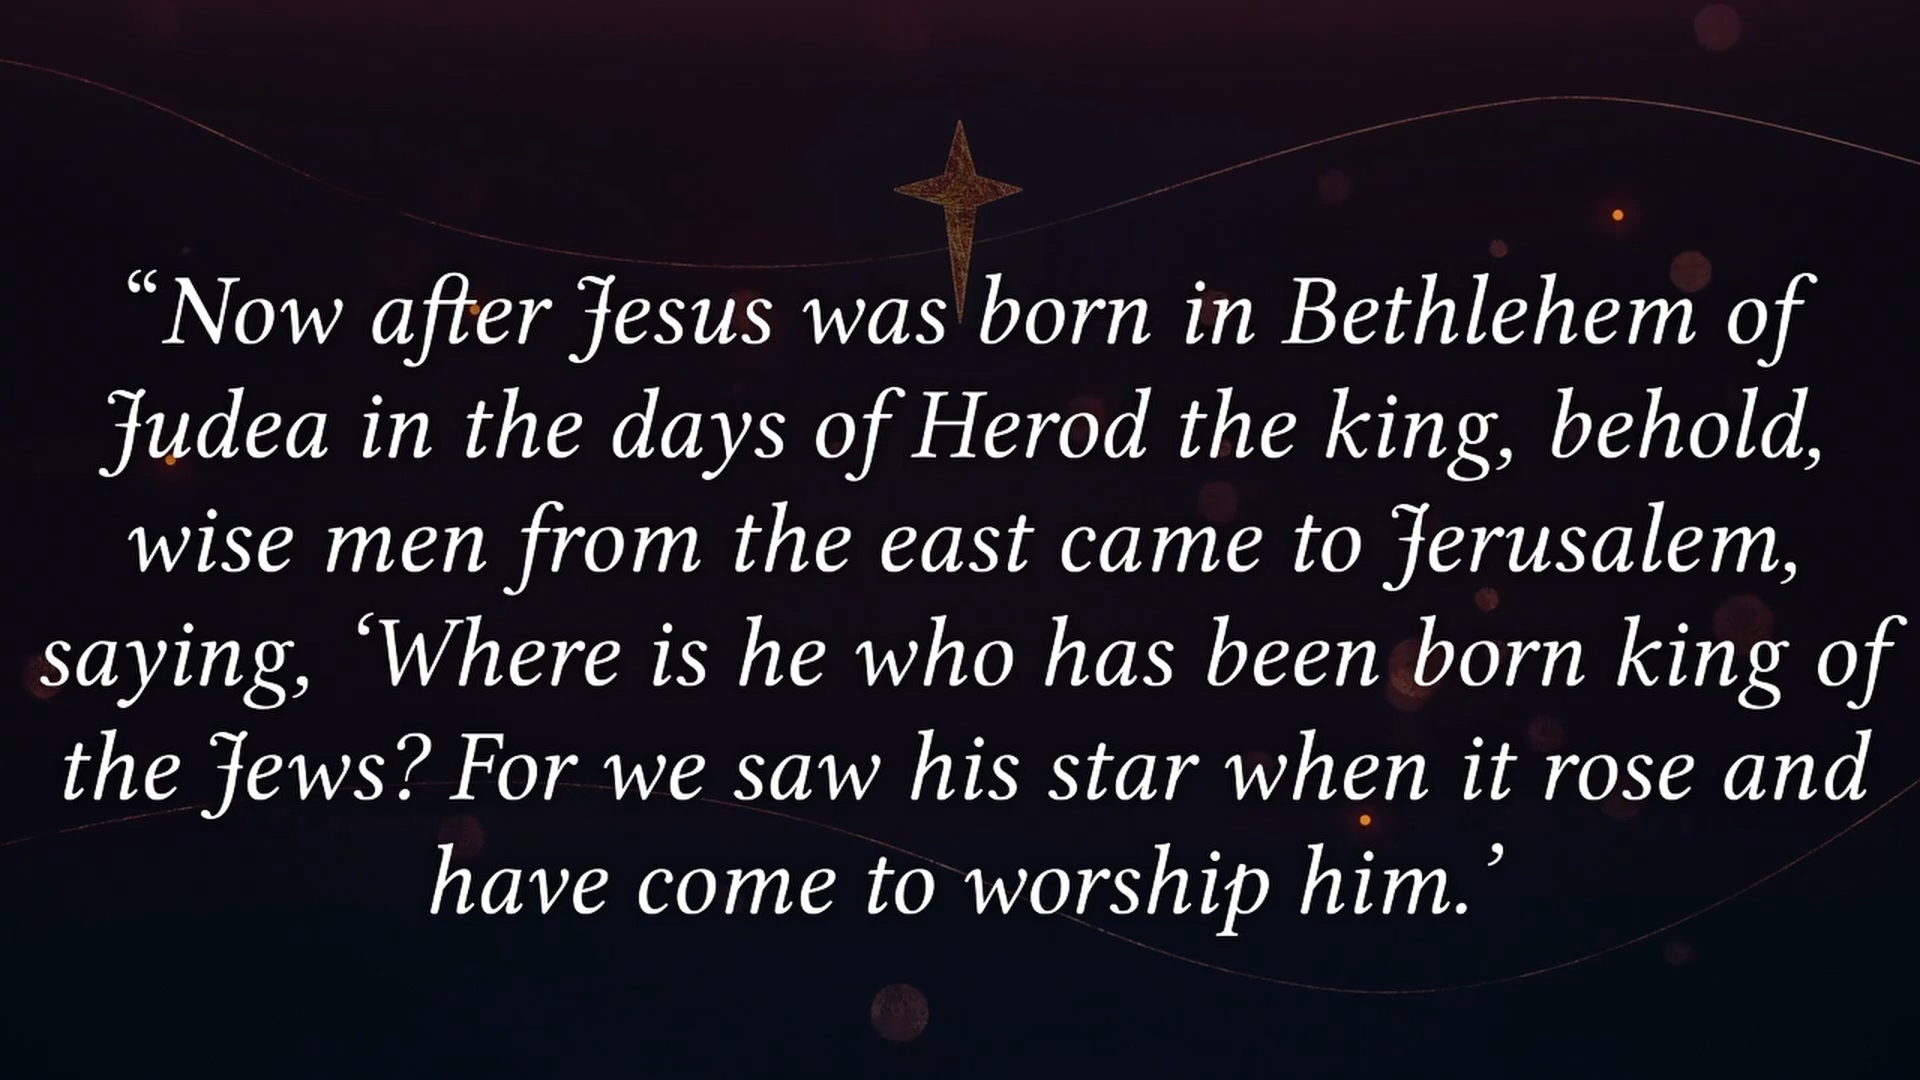 “Now after Jesus was born in Bethlehem of
Judea in the days of Herod the king, behold,
wise men from the east came to Jerusalem,
saying, ‘Where is he who has been born king of
the Jews? For we saw his star when it rose and
have come to worship him.’